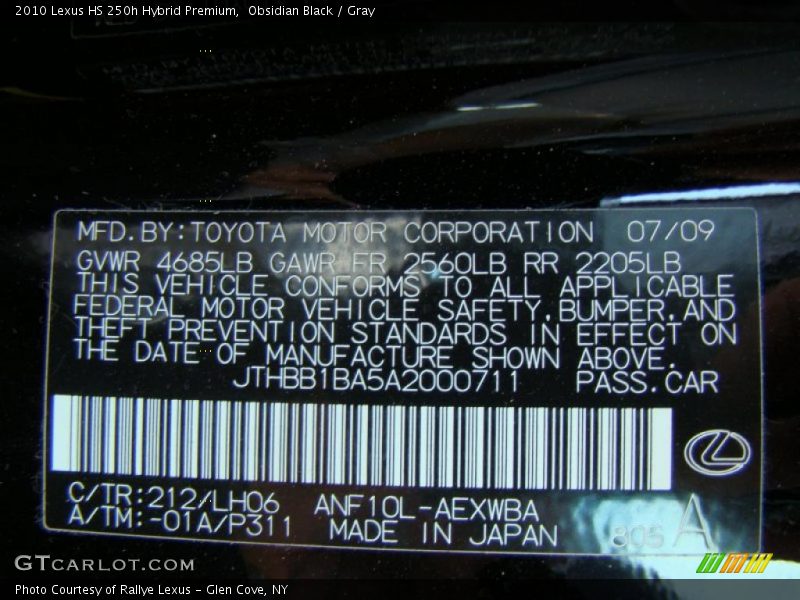 2010 Lexus HS 250h Hybrid Premium,  Obsidian Black / Gray
MFD.BY:TOYOTA MOTOR CORPORATION 07/09
GVWR 4685LB GAWR FR 2560LB RR 2205LB
THIS VEHICLE CONFORMS TO ALL APPLICABLE
FEDERAL MOTOR VEHICLE SAFETY,BUMPER,AND
THEFT PREVENTION STANDARDS IN EFFECT ON
THE DATE OF MANUFACTURE SHOWN ABOVE.
JTHBB1BA5A2000711 PASS.CAR
C/TR:212/LH06 ANF10L-AEXWBA
A/TM:-01A/P311 MADE IN JAPAN 805 A
GTCARLOT.COM
Photo Courtesy of Rallye Lexus - Glen Cove, NY